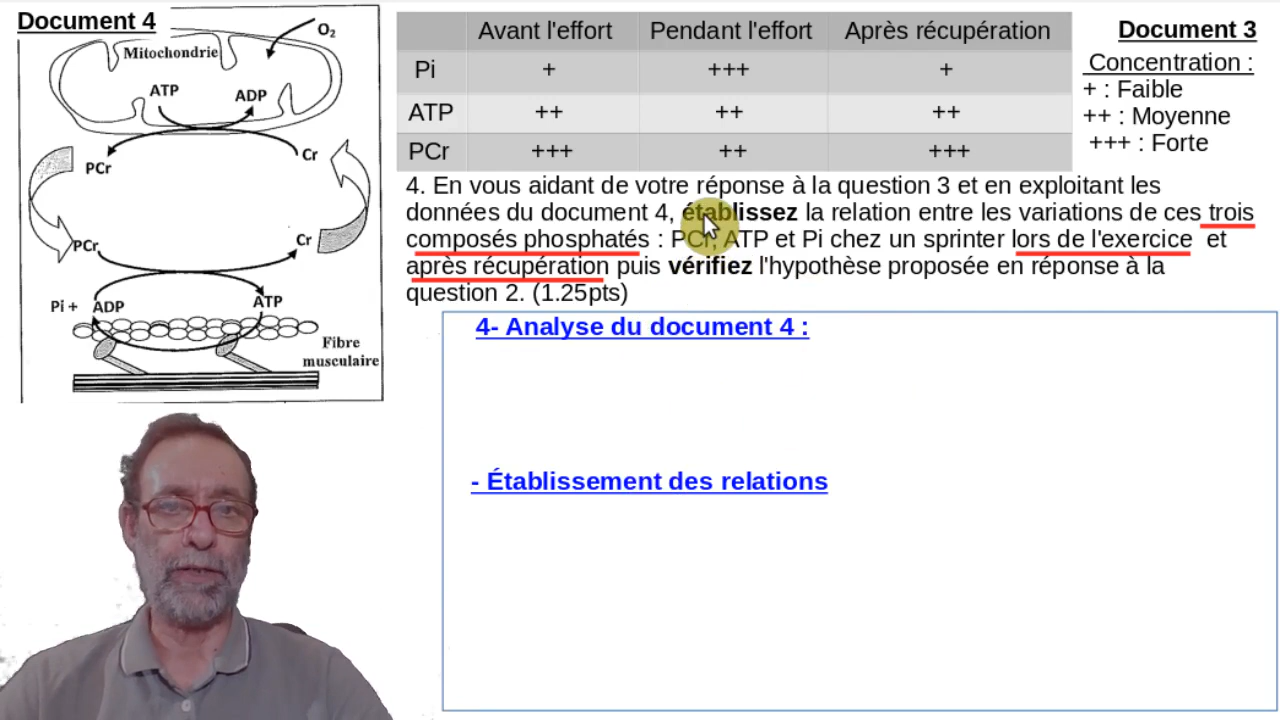 Document 4
O₂
Mitochondrie
ATP
ADP
PCr
Cr
PCr
Cr
Pi + ADP
ATP
Fibre
musculaire
Avant l'effort Pendant l'effort Après récupération
Pi + +++ +
ATP ++ ++ ++
PCr +++ ++ +++
Document 3
Concentration :
+ : Faible
++ : Moyenne
+++ : Forte
4. En vous aidant de votre réponse à la question 3 et en exploitant les
données du document 4, établissez la relation entre les variations de ces trois
composés phosphatés : PCr, ATP et Pi chez un sprinter lors de l'exercice et
après récupération puis vérifiez l'hypothèse proposée en réponse à la
question 2. (1.25pts)
4- Analyse du document 4 :
- Établissement des relations